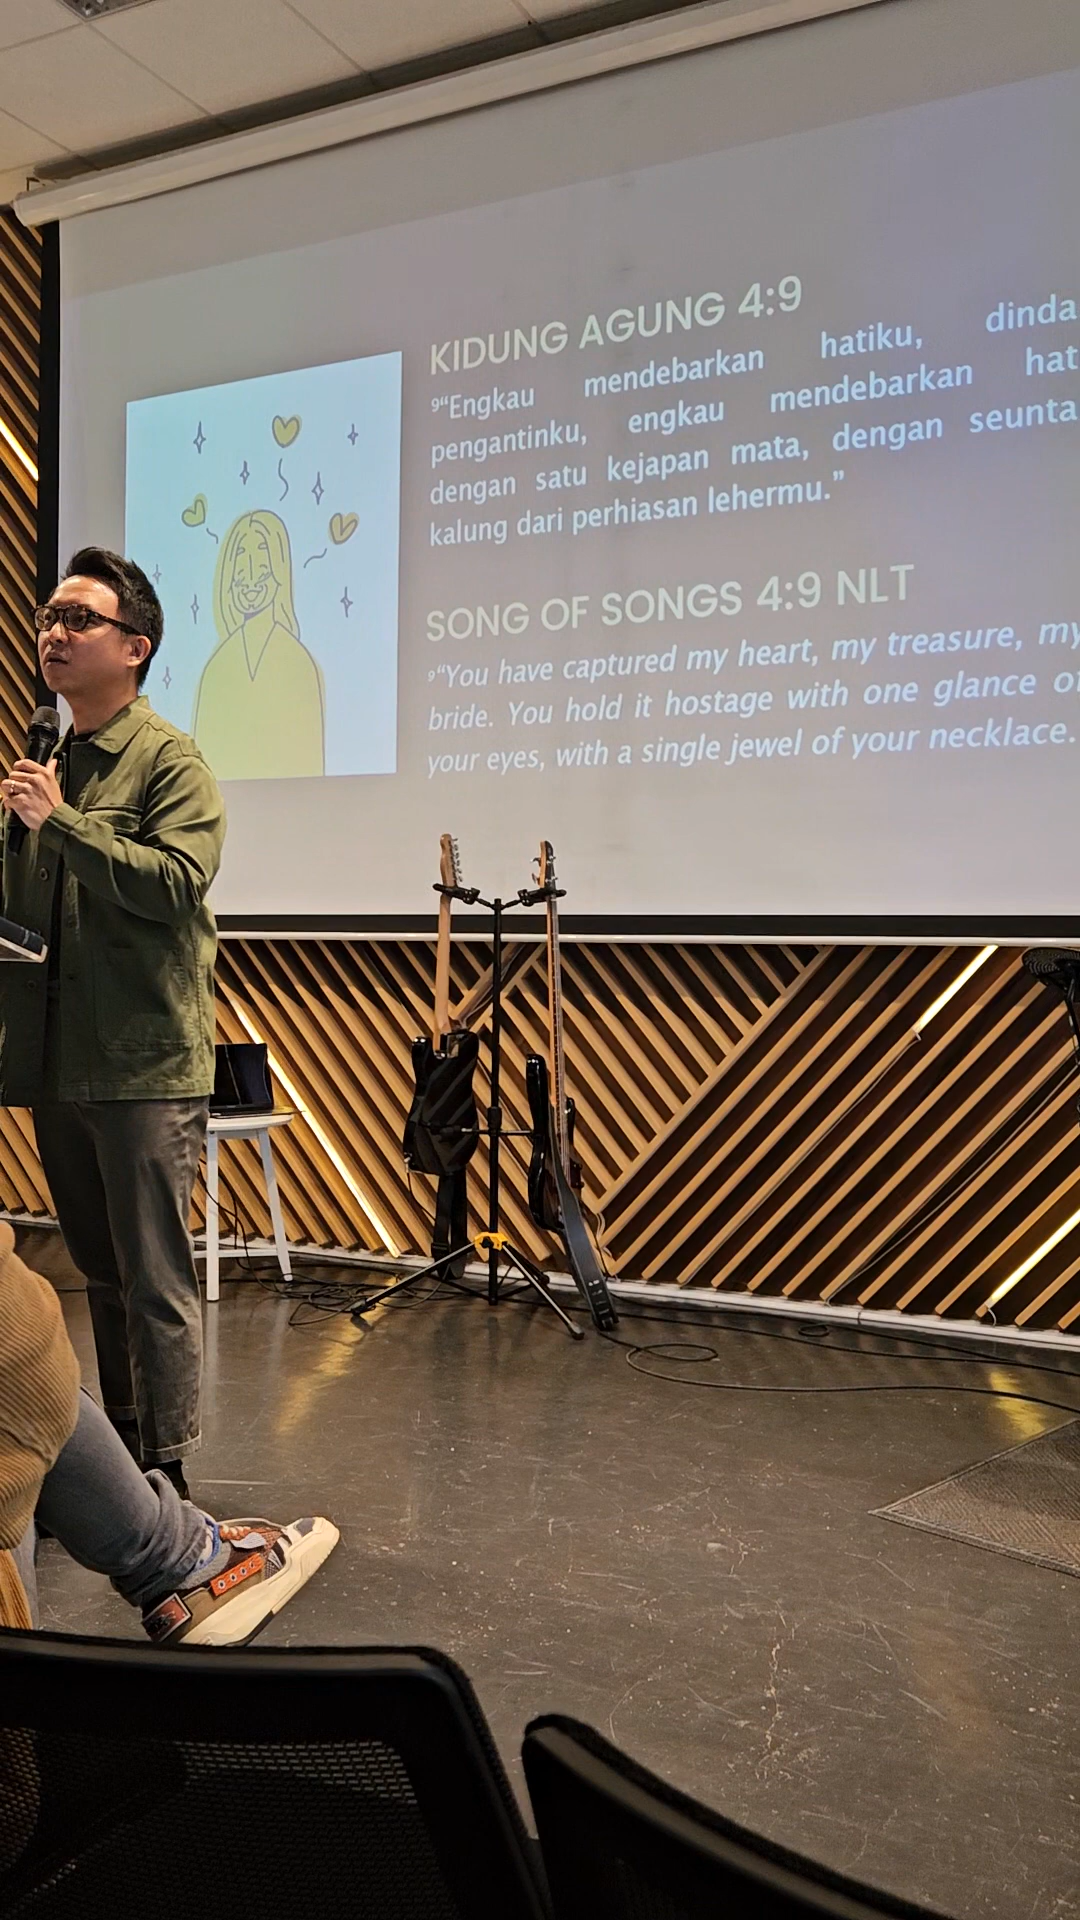 KIDUNG AGUNG 4:9
⁹“Engkau mendebarkan hatiku, dinda
pengantinku, engkau mendebarkan hat
dengan satu kejapan mata, dengan seunta
kalung dari perhiasan lehermu.”
SONG OF SONGS 4:9 NLT
⁹“You have captured my heart, my treasure, my
bride. You hold it hostage with one glance of
your eyes, with a single jewel of your necklace.